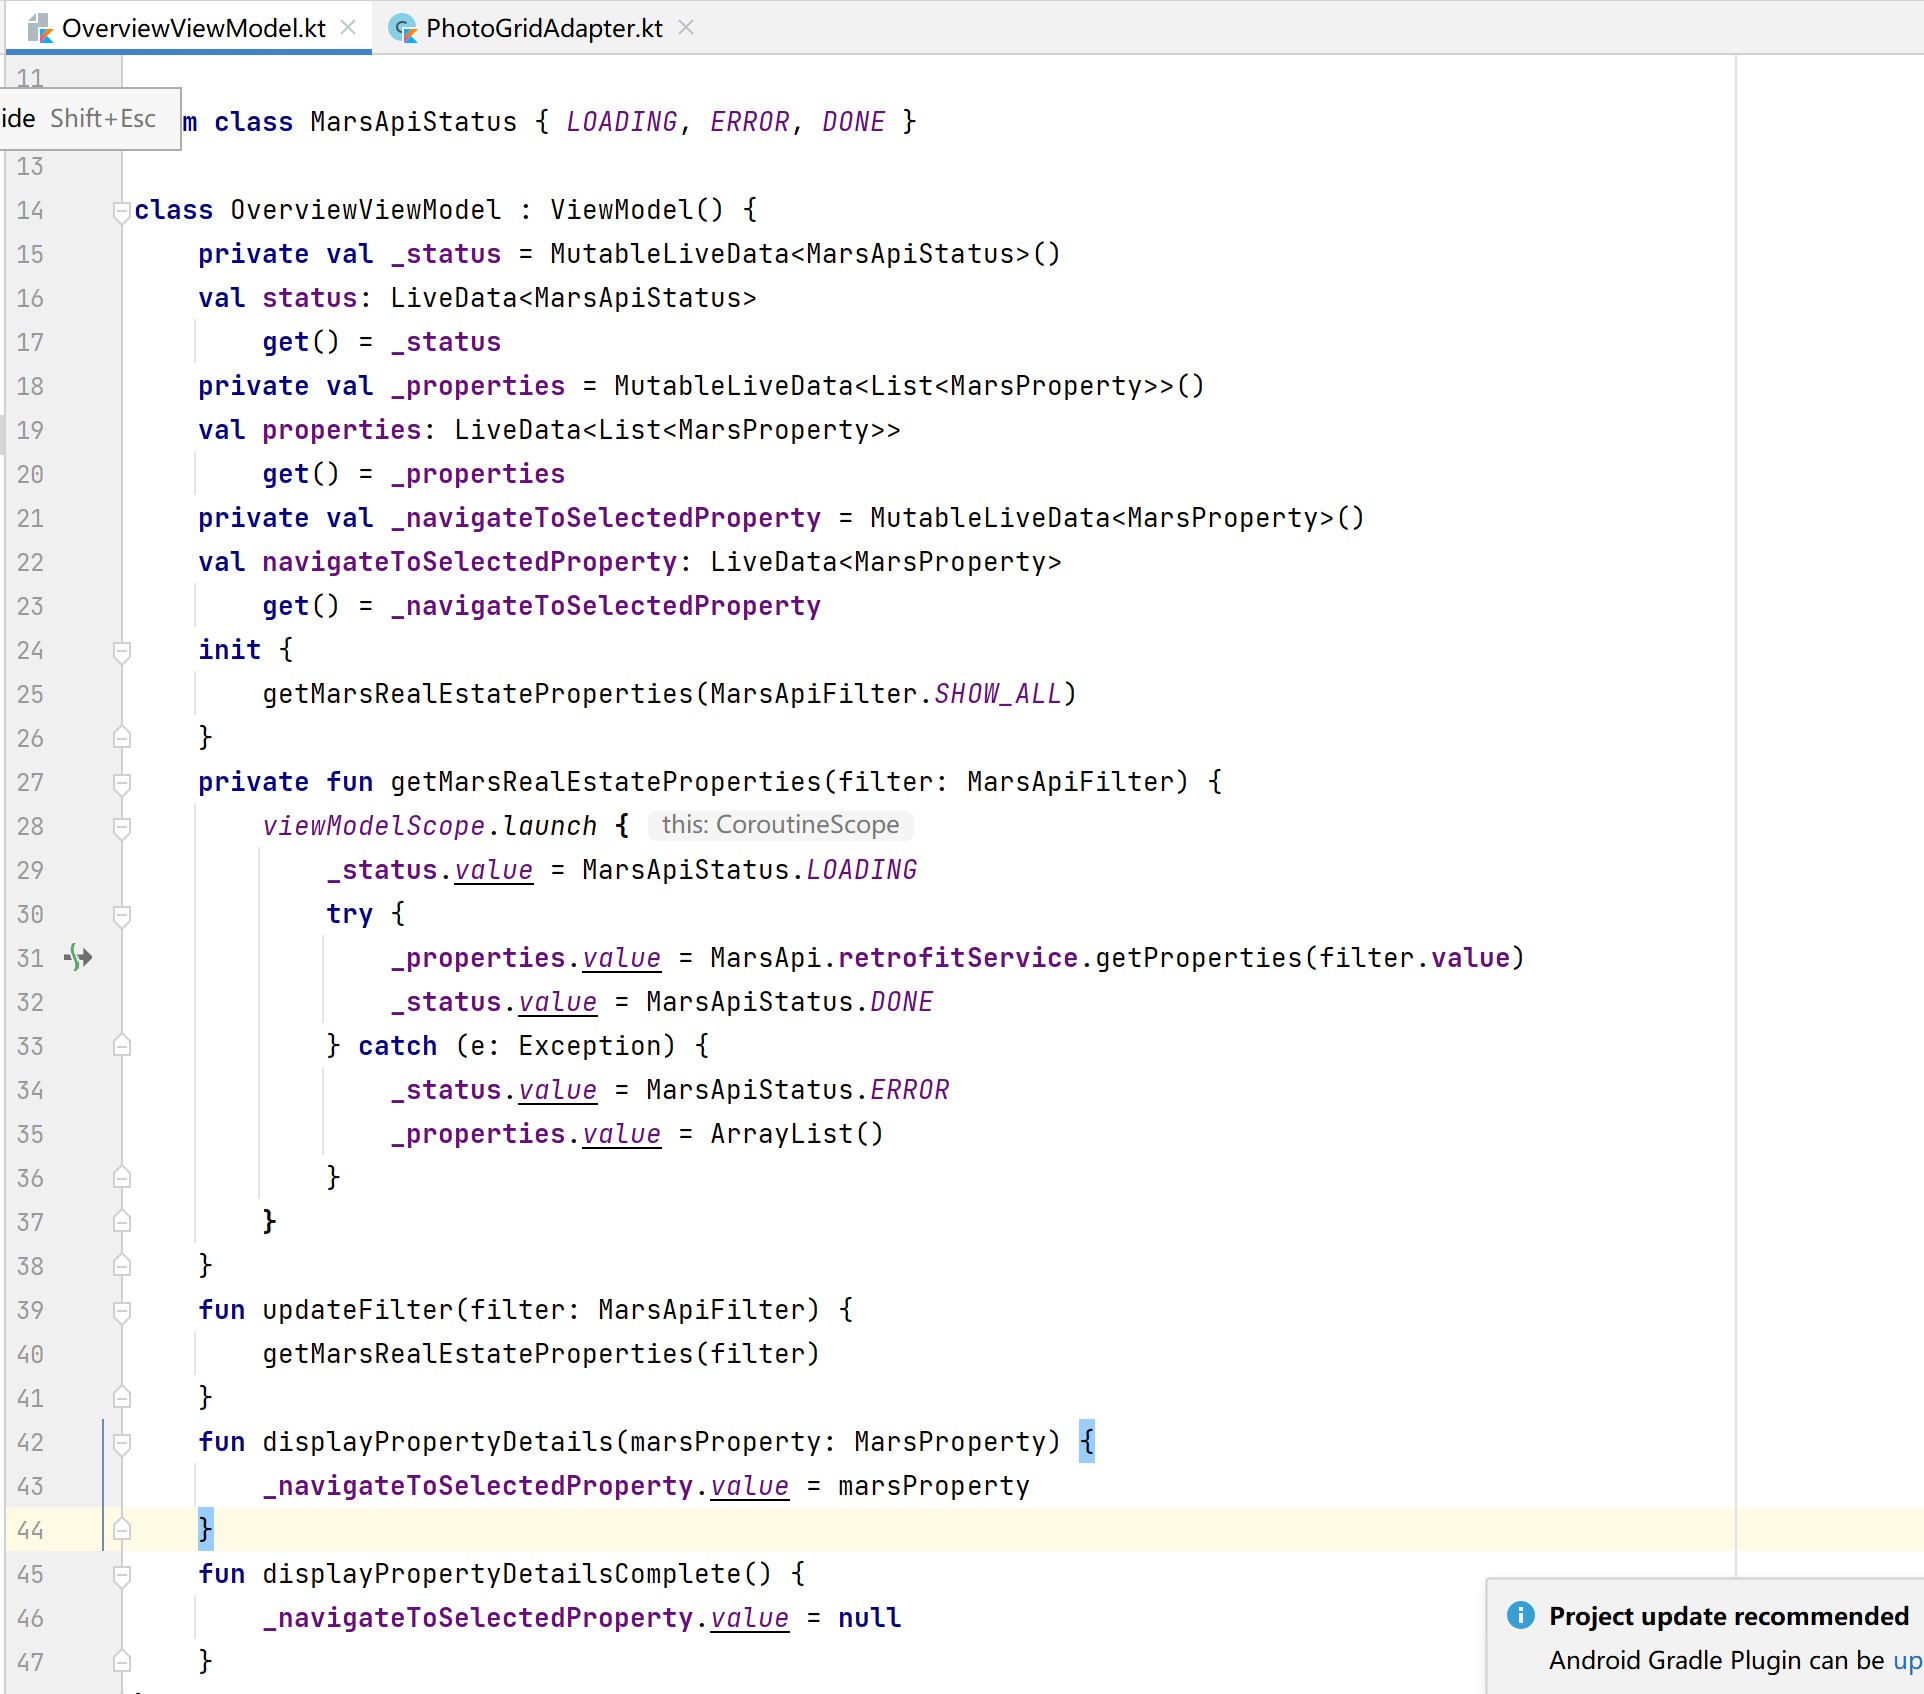 OverviewViewModel.kt
PhotoGridAdapter.kt
11
ide Shift+Esc
m class MarsApiStatus { LOADING, ERROR, DONE }
13
14 class OverviewViewModel : ViewModel() {
15 private val _status = MutableLiveData<MarsApiStatus>()
16 val status: LiveData<MarsApiStatus>
17 get() = _status
18 private val _properties = MutableLiveData<List<MarsProperty>>()
19 val properties: LiveData<List<MarsProperty>>
20 get() = _properties
21 private val _navigateToSelectedProperty = MutableLiveData<MarsProperty>()
22 val navigateToSelectedProperty: LiveData<MarsProperty>
23 get() = _navigateToSelectedProperty
24 init {
25 getMarsRealEstateProperties(MarsApiFilter.SHOW_ALL)
26 }
27 private fun getMarsRealEstateProperties(filter: MarsApiFilter) {
28 viewModelScope.launch { this: CoroutineScope
29 _status.value = MarsApiStatus.LOADING
30 try {
31 _properties.value = MarsApi.retrofitService.getProperties(filter.value)
32 _status.value = MarsApiStatus.DONE
33 } catch (e: Exception) {
34 _status.value = MarsApiStatus.ERROR
35 _properties.value = ArrayList()
36 }
37 }
38 }
39 fun updateFilter(filter: MarsApiFilter) {
40 getMarsRealEstateProperties(filter)
41 }
42 fun displayPropertyDetails(marsProperty: MarsProperty) {
43 _navigateToSelectedProperty.value = marsProperty
44 }
45 fun displayPropertyDetailsComplete() {
46 _navigateToSelectedProperty.value = null
47 }
Project update recommended
Android Gradle Plugin can be up